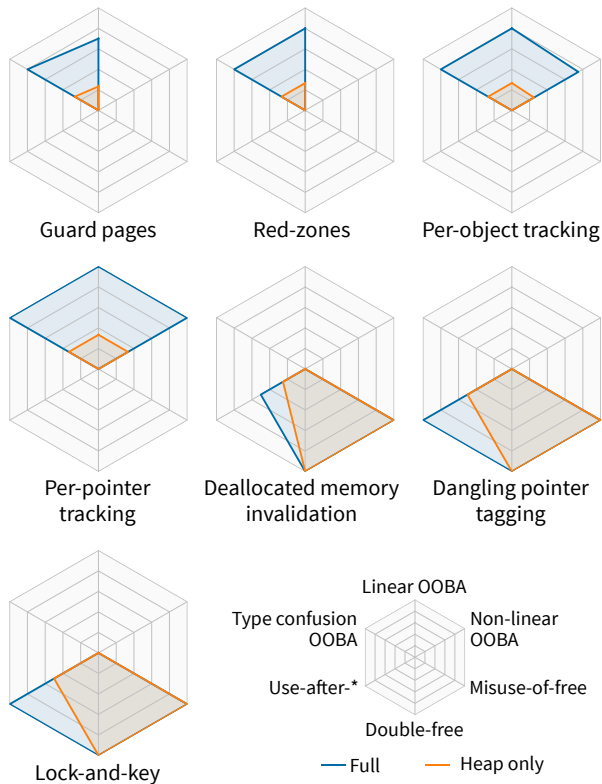 Guard pages
Red-zones
Per-object tracking
Per-pointer
tracking
Deallocated memory
invalidation
Dangling pointer
tagging
Lock-and-key
Linear OOBA
Type confusion
OOBA
Non-linear
OOBA
Use-after-*
Misuse-of-free
Double-free
Full
Heap only